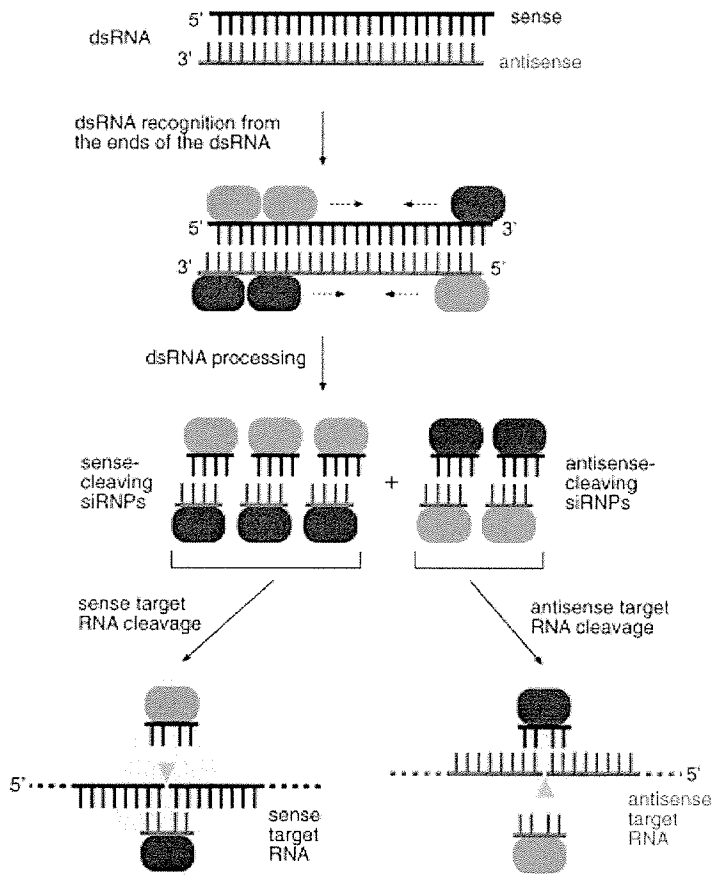 5' sense
dsRNA
3' antisense
dsRNA recognition from
the ends of the dsRNA
5' 3'
3' 5'
dsRNA processing
sense-
cleaving
siRNPs
+
antisense-
cleaving
siRNPs
sense target
RNA cleavage
antisense target
RNA cleavage
5'
sense
target
RNA
5'
antisense
target
RNA